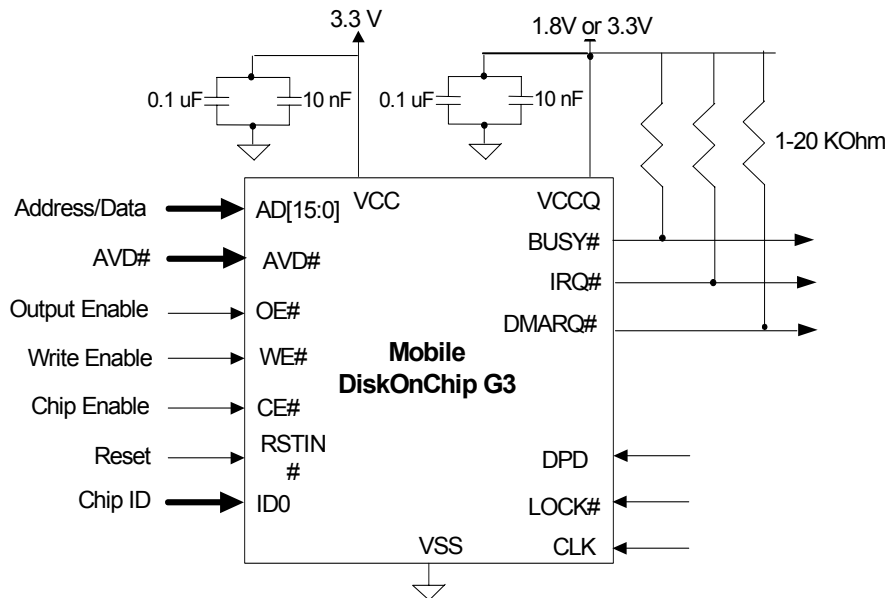 3.3 V
1.8V or 3.3V
0.1 uF
10 nF
0.1 uF
10 nF
1-20 KOhm
VCC
VCCQ
Address/Data
AD[15:0]
BUSY#
AVD#
AVD#
IRQ#
Output Enable
OE#
DMARQ#
Write Enable
WE#
Mobile
DiskOnChip G3
Chip Enable
CE#
Reset
RSTIN
#
DPD
Chip ID
ID0
LOCK#
VSS
CLK